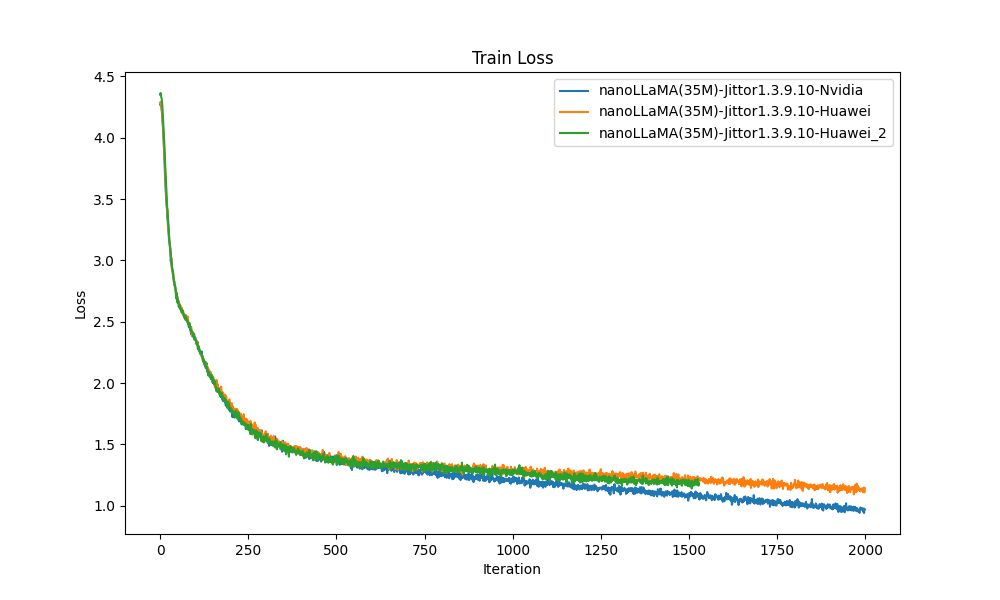 Train Loss
nanoLLaMA(35M)-Jittor1.3.9.10-Nvidia
nanoLLaMA(35M)-Jittor1.3.9.10-Huawei
nanoLLaMA(35M)-Jittor1.3.9.10-Huawei_2
4.5
4.0
3.5
3.0
2.5
2.0
1.5
1.0
Loss
0 250 500 750 1000 1250 1500 1750 2000
Iteration